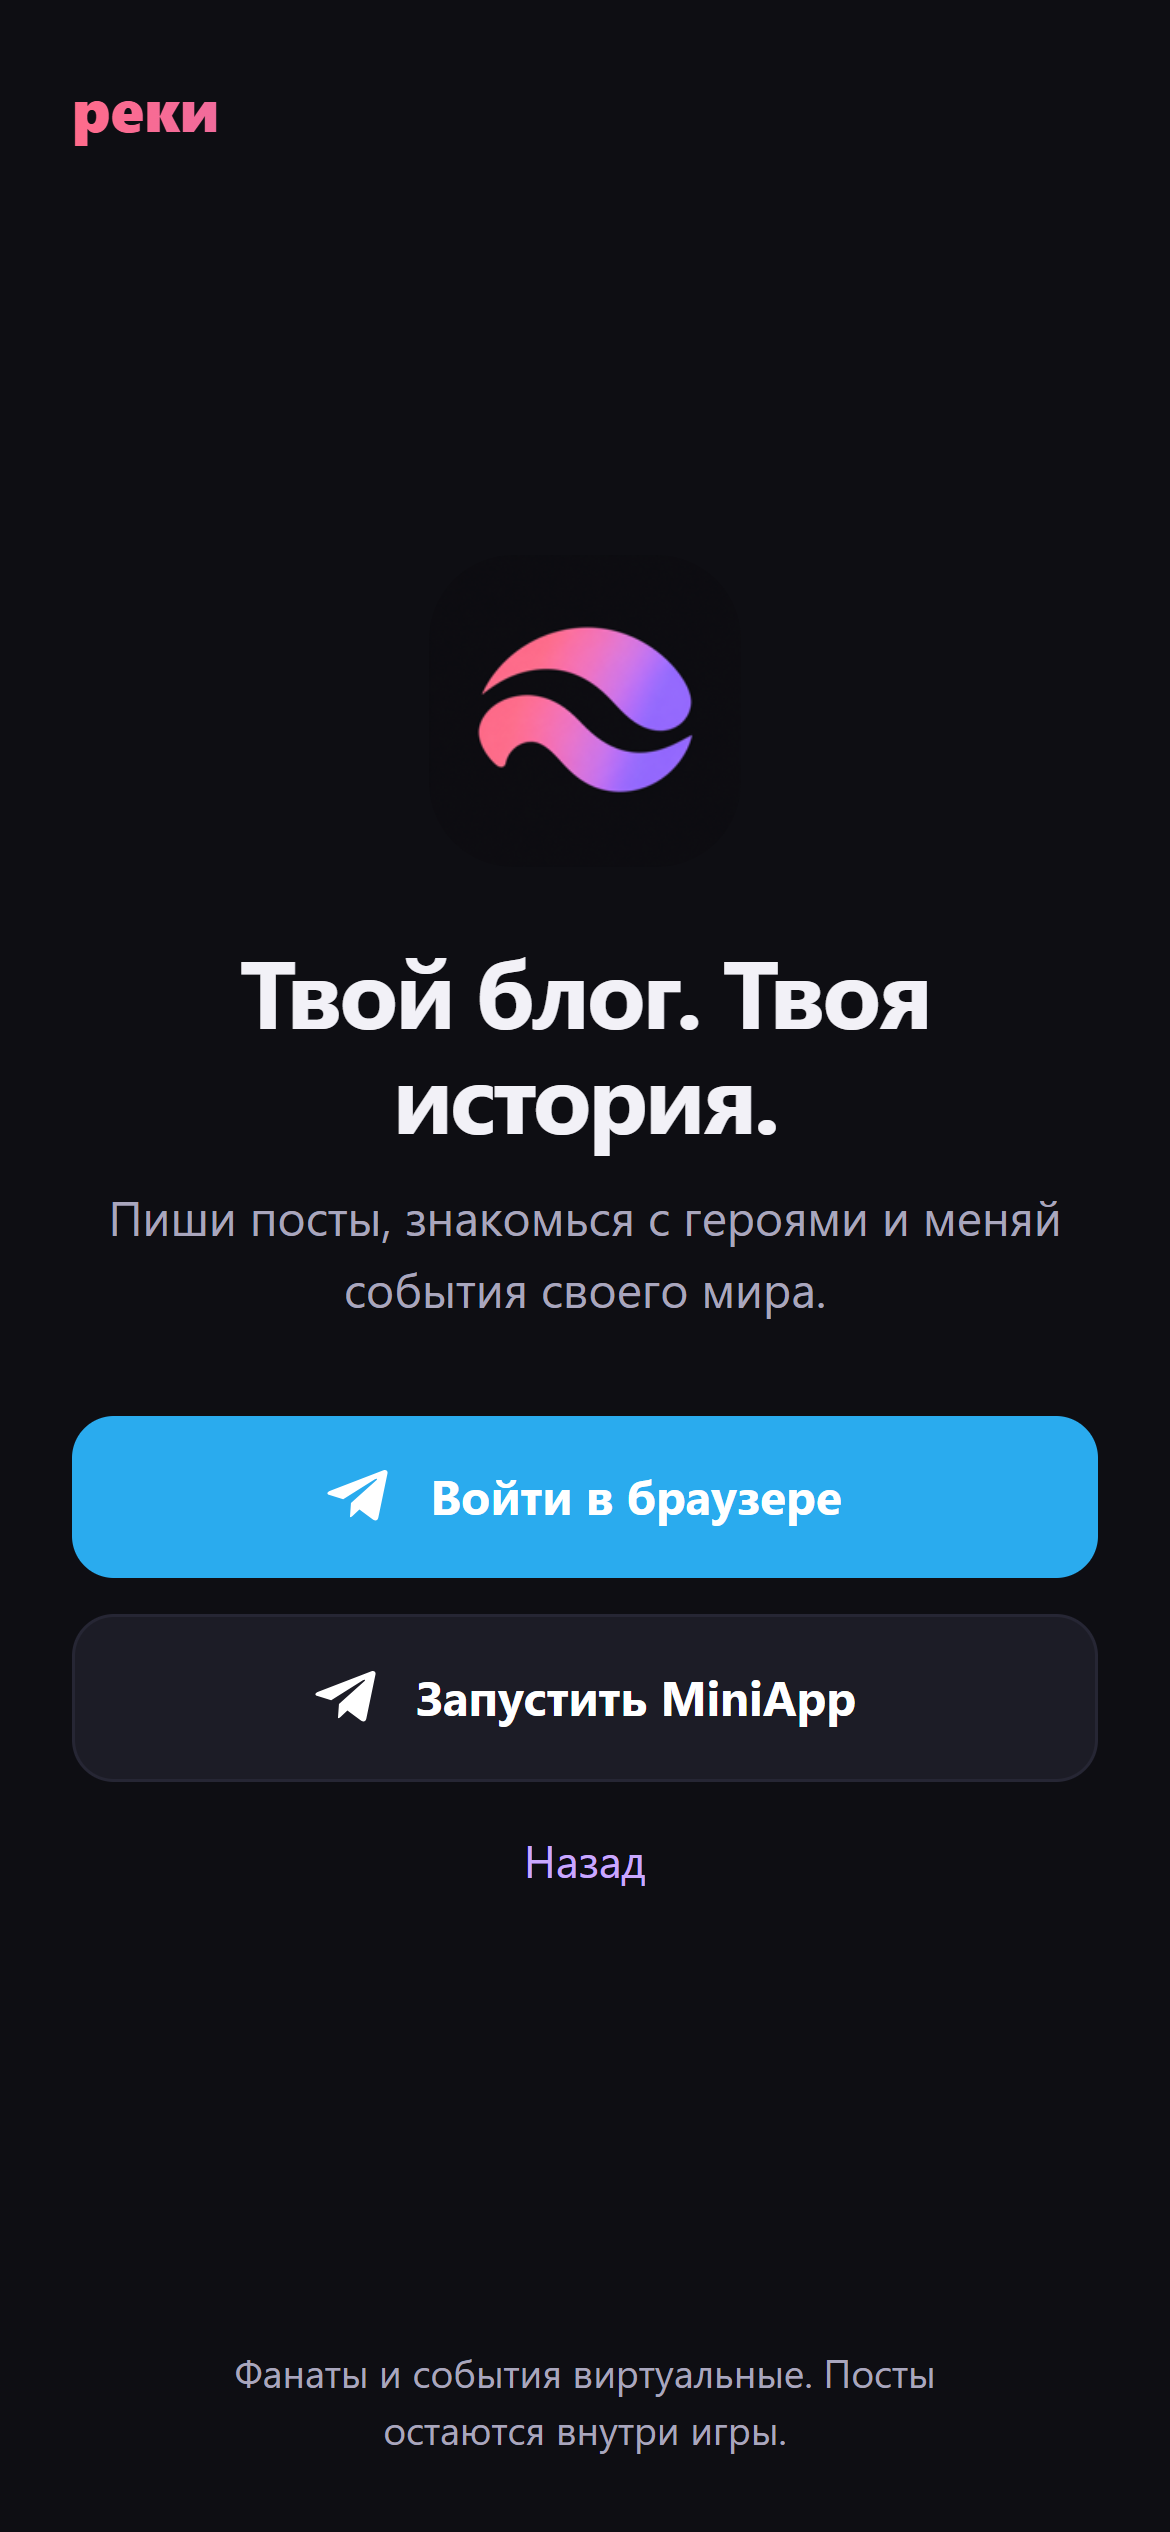 реки
Твой блог. Твоя
история.
Пиши посты, знакомься с героями и меняй
события своего мира.
Войти в браузере
Запустить MiniApp
Назад
Фанаты и события виртуальные. Посты
остаются внутри игры.